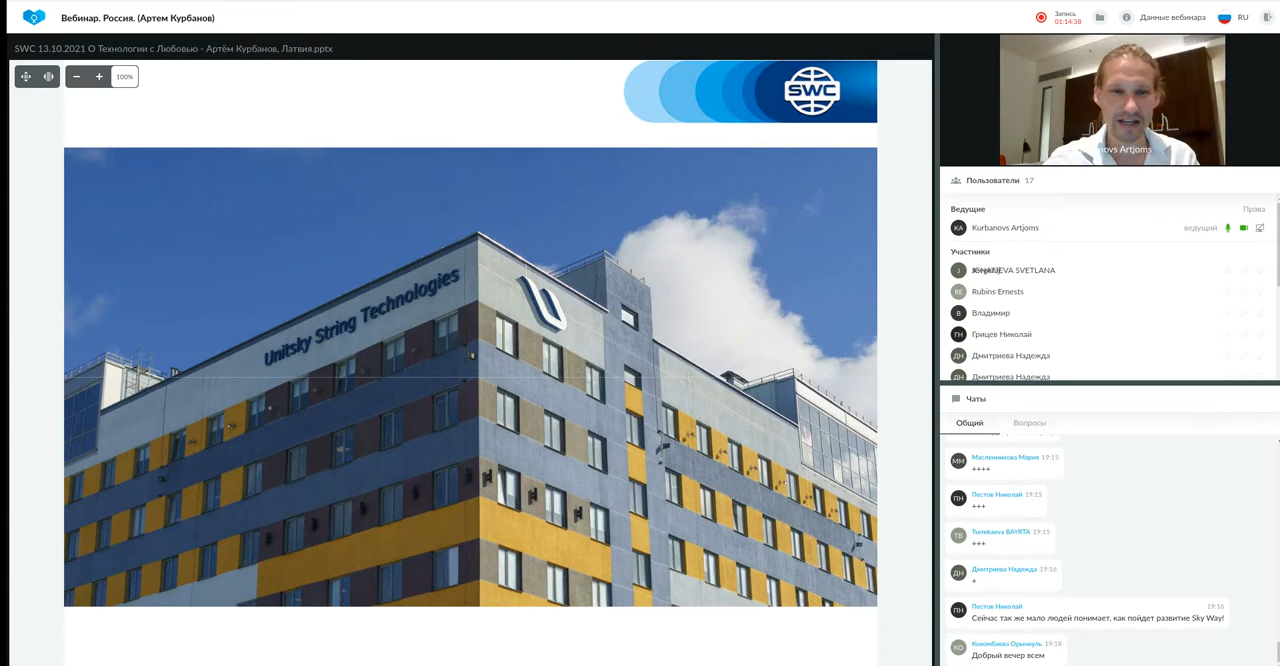 Вебинар. Россия. (Артем Курбанов)
Запись
01:14:38
Данные вебинара
RU
SWC 13.10.2021 О Технологии с Любовью - Артём Курбанов, Латвия.pptx
100%
SWC
Unitsky String Technologies
novs Artjoms
Пользователи 17
Ведущие
Права
KA Kurbanovs Artjoms ведущий
Участники
J SVETLANA
RE Rubins Ernests
В Владимир
ГН Грицев Николай
ДН Дмитриева Надежда
ДН Дмитриева Надежда
Чаты
Общий
Вопросы
ММ Масленникова Мария 19:15
++++
ПН Пестов Николай 19:15
+++
TB Tserekaeva BAYRTA 19:15
+++
ДН Дмитриева Надежда 19:16
+
ПН Пестов Николай 19:16
Сейчас так же мало людей понимает, как пойдет развитие Sky Way!
КО Кокомбаева Орынкуль 19:18
Добрый вечер всем